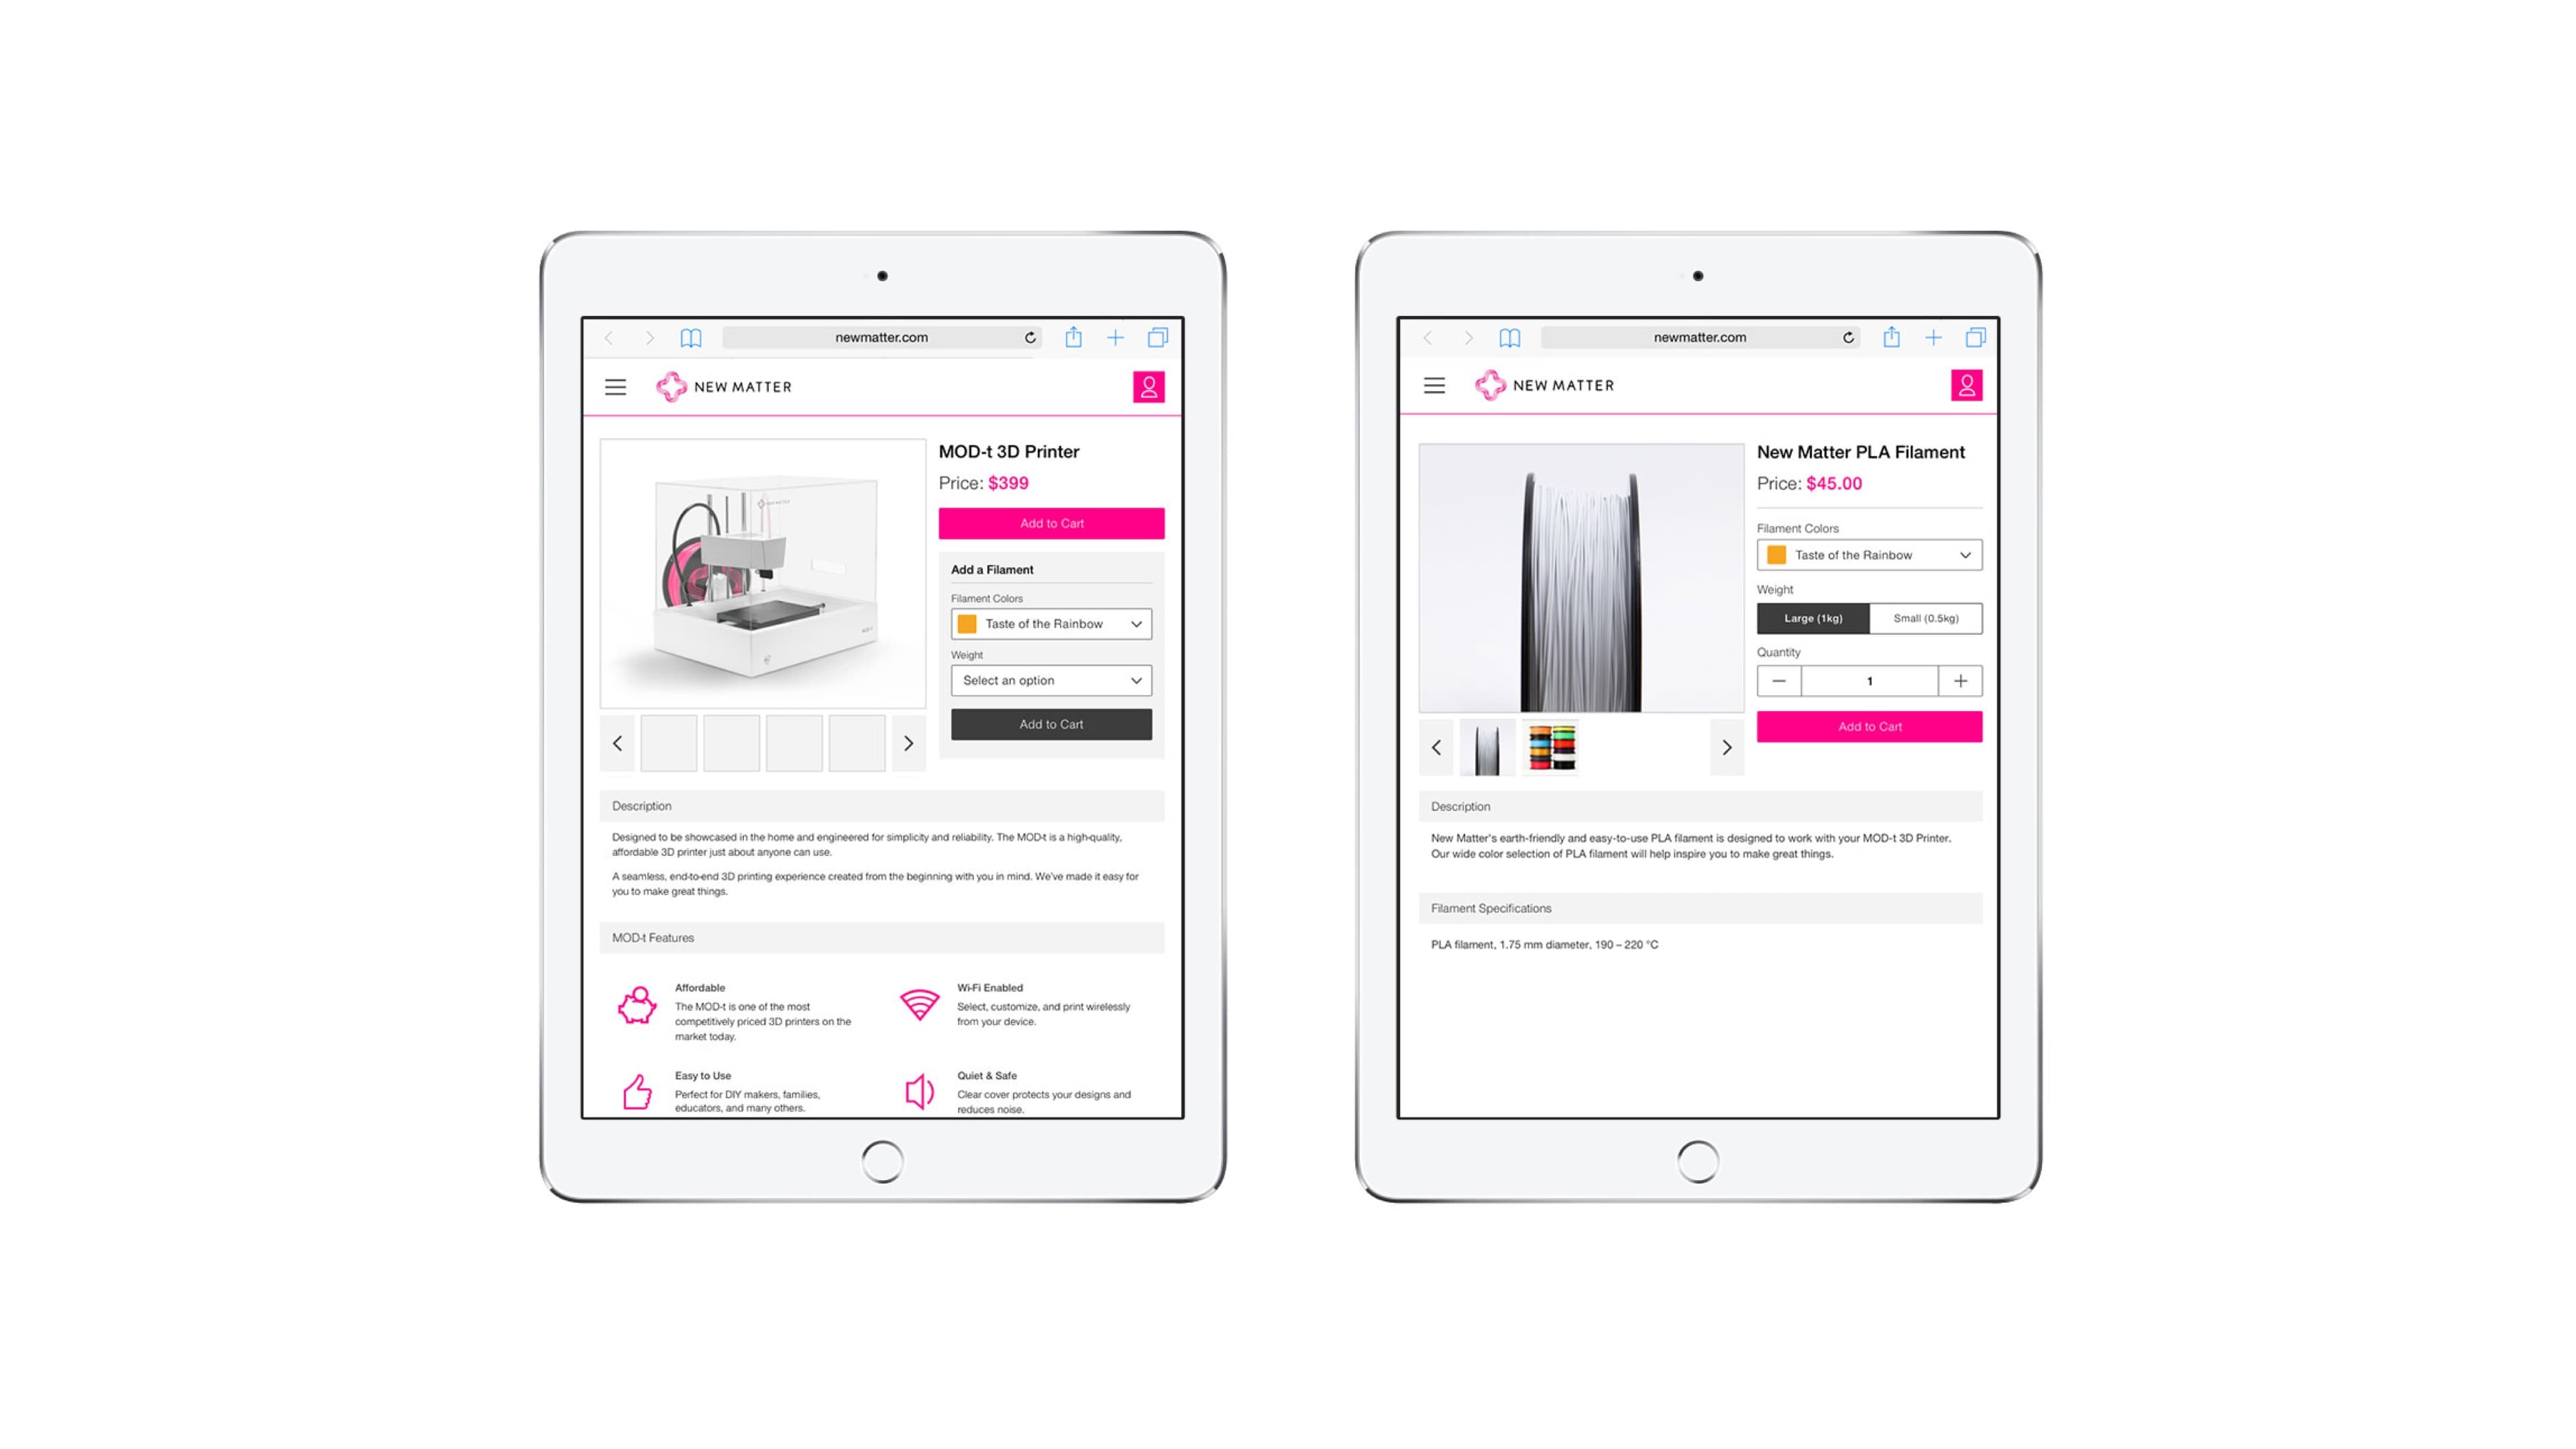 newmatter.com
NEW MATTER
MOD-t 3D Printer
Price: $399
Add to Cart
Add a Filament
Filament Colors
Taste of the Rainbow
Weight
Select an option
Add to Cart
Description
Designed to be showcased in the home and engineered for simplicity and reliability. The MOD-t is a high-quality,
affordable 3D printer just about anyone can use.
A seamless, end-to-end 3D printing experience created from the beginning with you in mind. We've made it easy for
you to make great things.
MOD-t Features
Affordable
The MOD-t is one of the most
competitively priced 3D printers on the
market today.
Wi-Fi Enabled
Select, customize, and print wirelessly
from your device.
Easy to Use
Perfect for DIY makers, families,
educators, and many others.
Quiet & Safe
Clear cover protects your designs and
reduces noise.
newmatter.com
NEW MATTER
New Matter PLA Filament
Price: $45.00
Filament Colors
Taste of the Rainbow
Weight
Large (1kg)
Small (0.5kg)
Quantity
1
Add to Cart
Description
New Matter's earth-friendly and easy-to-use PLA filament is designed to work with your MOD-t 3D Printer.
Our wide color selection of PLA filament will help inspire you to make great things.
Filament Specifications
PLA filament, 1.75 mm diameter, 190 – 220 °C